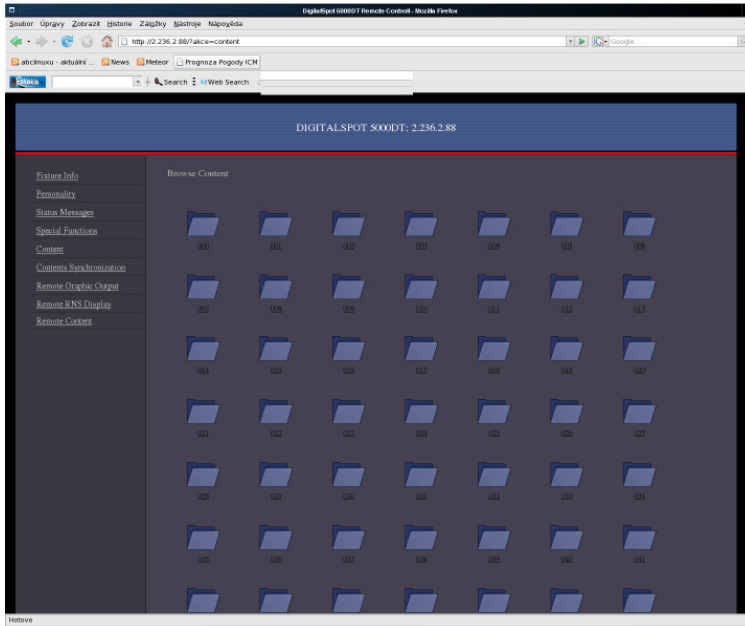 DigitalSpot 5000DT Remote Controll - Mozilla Firefox
Soubor Úpravy Zobrazit Historie Záložky Nástroje Nápověda
http://2.236.2.88/?akce=content
Google
abclinuxu - aktuální ... News Meteor Prognoza Pogody ICM
Search Web Search
DIGITALSPOT 5000DT: 2.236.2.88
Fixture Info
Personality
Status Messages
Special Functions
Content
Contents Synchronization
Remote Graphic Output
Remote RNS Display
Remote Content
Browse Content
000 001 002 003 004 005 006
007 008 009 010 011 012 013
014 015 016 017 018 019 020
021 022 023 024 025 026 027
028 029 030 031 032 033 034
035 036 037 038 039 040 041
Hotovo